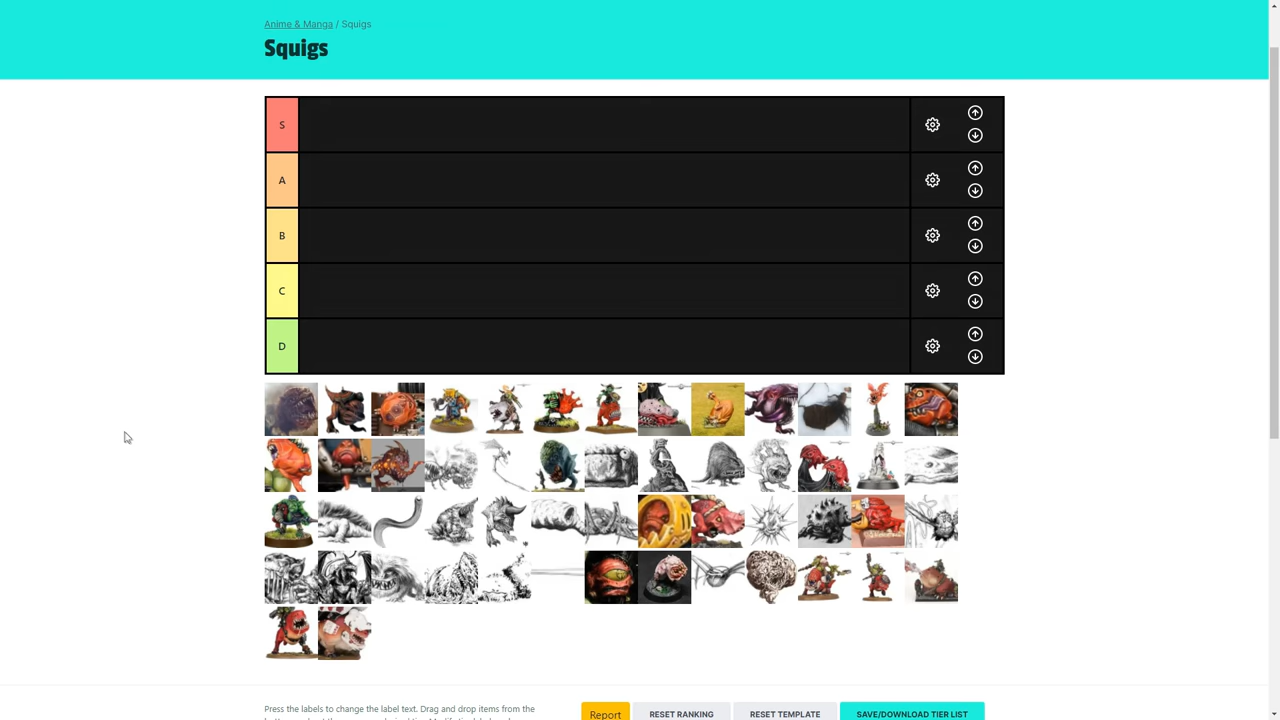 Anime & Manga / Squigs
Squigs
S
A
B
C
D
Press the labels to change the label text. Drag and drop items from the
Report
RESET RANKING
RESET TEMPLATE
SAVE/DOWNLOAD TIER LIST